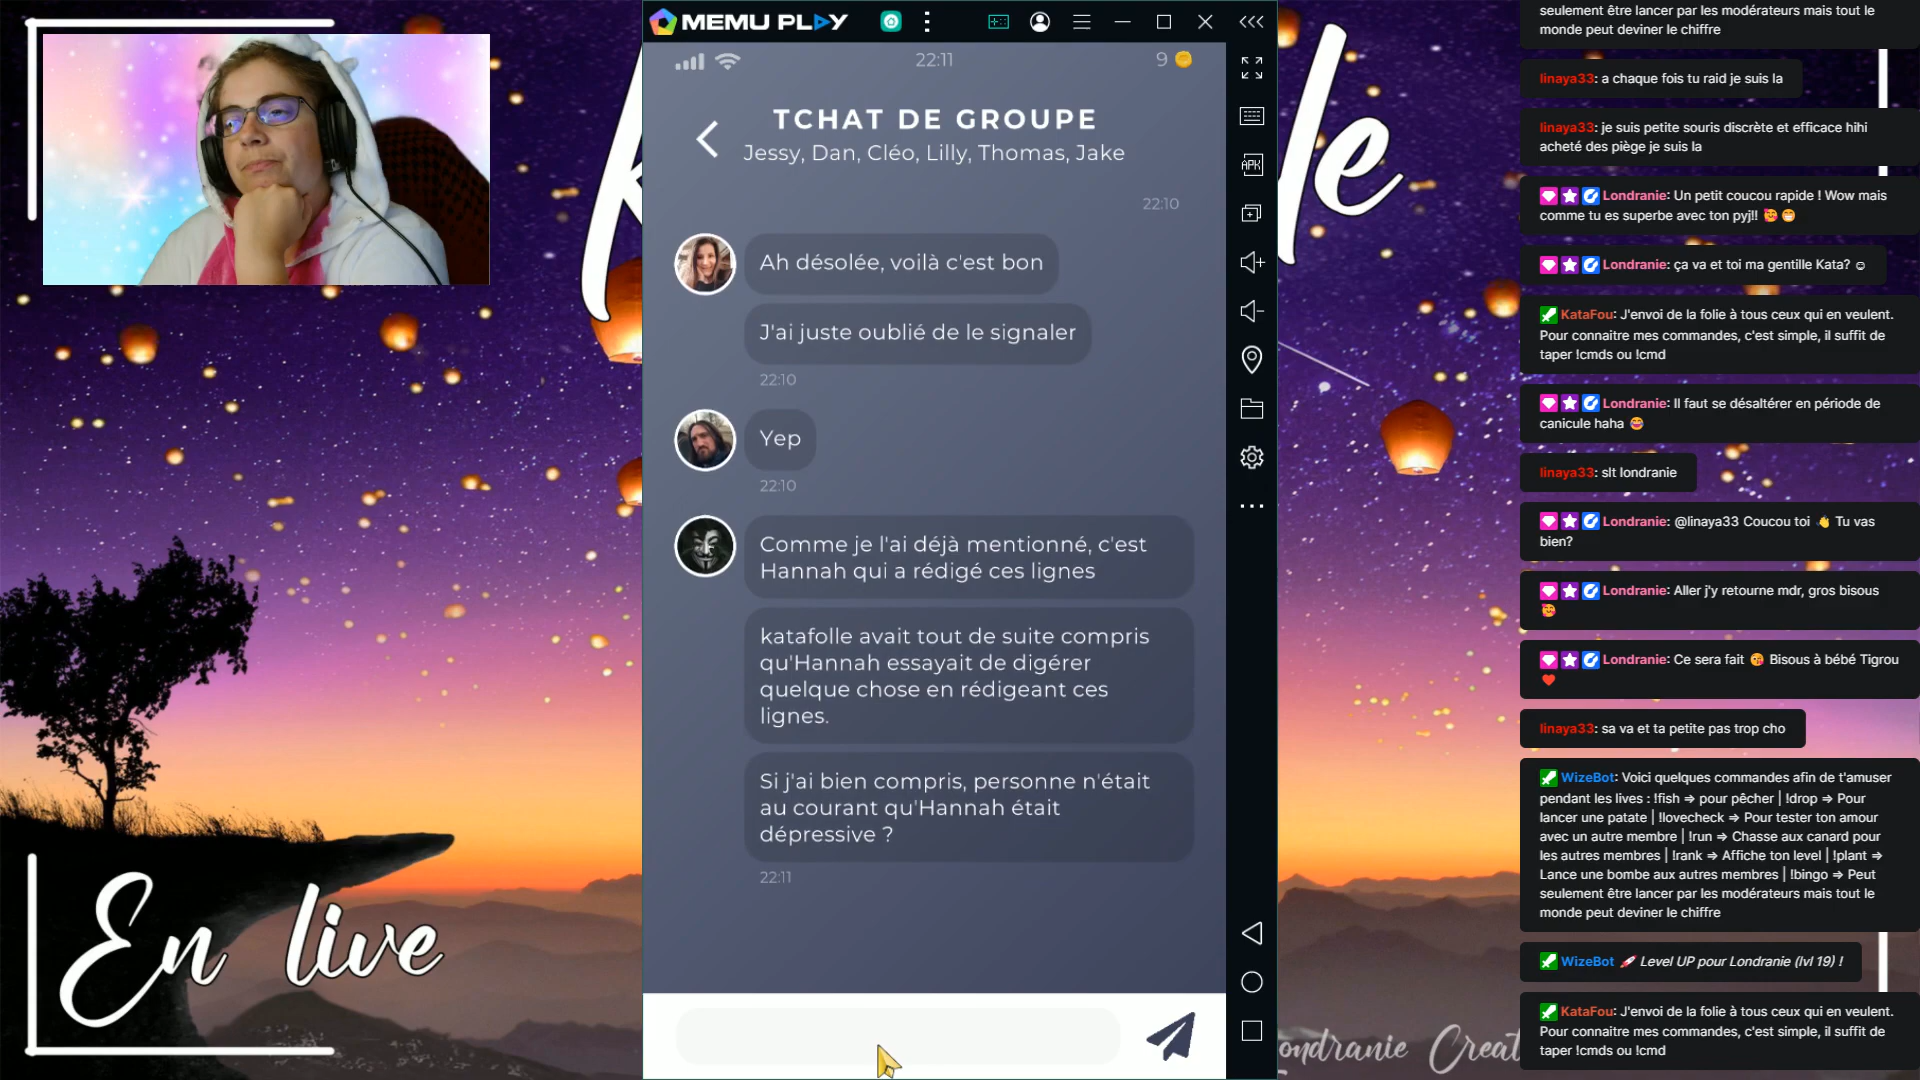 MEMU PLAY
22:11
9
TCHAT DE GROUPE
Jessy, Dan, Cléo, Lilly, Thomas, Jake
22:10
Ah désolée, voilà c'est bon
J'ai juste oublié de le signaler
22:10
Yep
22:10
Comme je l'ai déjà mentionné, c'est
Hannah qui a rédigé ces lignes
katafolle avait tout de suite compris
qu'Hannah essayait de digérer
quelque chose en rédigeant ces
lignes.
Si j'ai bien compris, personne n'était
au courant qu'Hannah était
dépressive ?
22:11
APK
En live
seulement être lancer par les modérateurs mais tout le
monde peut deviner le chiffre
linaya33: a chaque fois tu raid je suis la
linaya33: je suis petite souris discrète et efficace hihi
acheté des piège je suis la
Londranie: Un petit coucou rapide ! Wow mais
comme tu es superbe avec ton pyj!! 🥰 😁
Londranie: ça va et toi ma gentille Kata? ☺
KataFou: J'envoi de la folie à tous ceux qui en veulent.
Pour connaitre mes commandes, c'est simple, il suffit de
taper !cmds ou !cmd
Londranie: Il faut se désaltérer en période de
canicule haha 😂
linaya33: slt londranie
Londranie: @linaya33 Coucou toi 👋 Tu vas
bien?
Londranie: Aller j'y retourne mdr, gros bisous
🥰
Londranie: Ce sera fait 😘 Bisous à bébé Tigrou
♥
linaya33: sa va et ta petite pas trop cho
WizeBot: Voici quelques commandes afin de t'amuser
pendant les lives : !fish => pour pêcher | !drop => Pour
lancer une patate | !lovecheck => Pour tester ton amour
avec un autre membre | !run => Chasse aux canard pour
les autres membres | !rank => Affiche ton level | !plant =>
Lance une bombe aux autres membres | !bingo => Peut
seulement être lancer par les modérateurs mais tout le
monde peut deviner le chiffre
WizeBot 🚀 Level UP pour Londranie (lvl 19) !
KataFou: J'envoi de la folie à tous ceux qui en veulent.
Pour connaitre mes commandes, c'est simple, il suffit de
taper !cmds ou !cmd